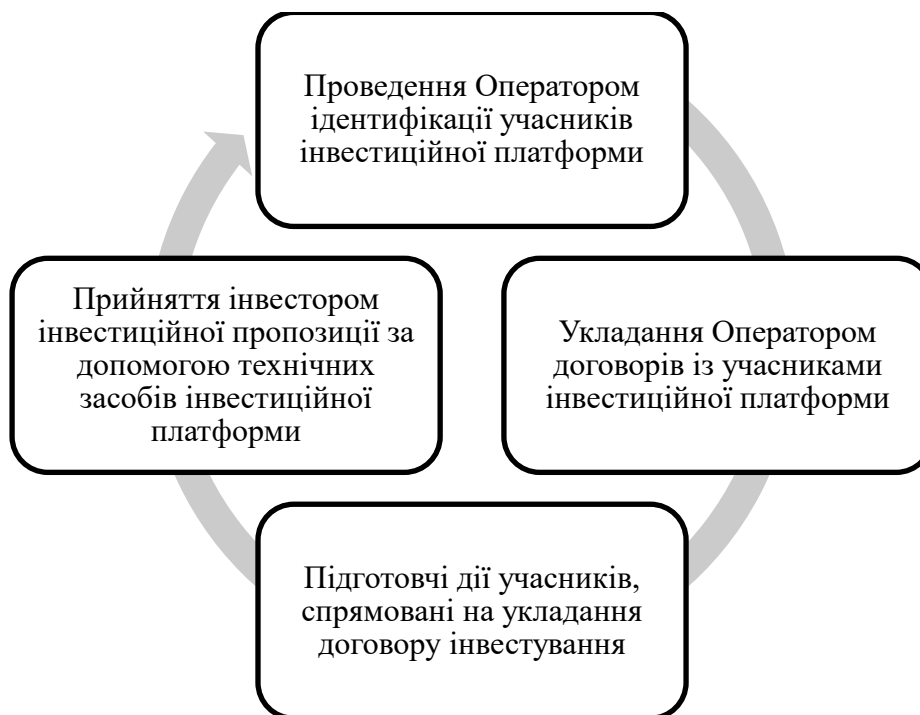 Проведення Оператором
ідентифікації учасників
інвестиційної платформи
Укладання Оператором
договорів із учасниками
інвестиційної платформи
Підготовчі дії учасників,
спрямовані на укладання
договору інвестування
Прийняття інвестором
інвестиційної пропозиції за
допомогою технічних
засобів інвестиційної
платформи